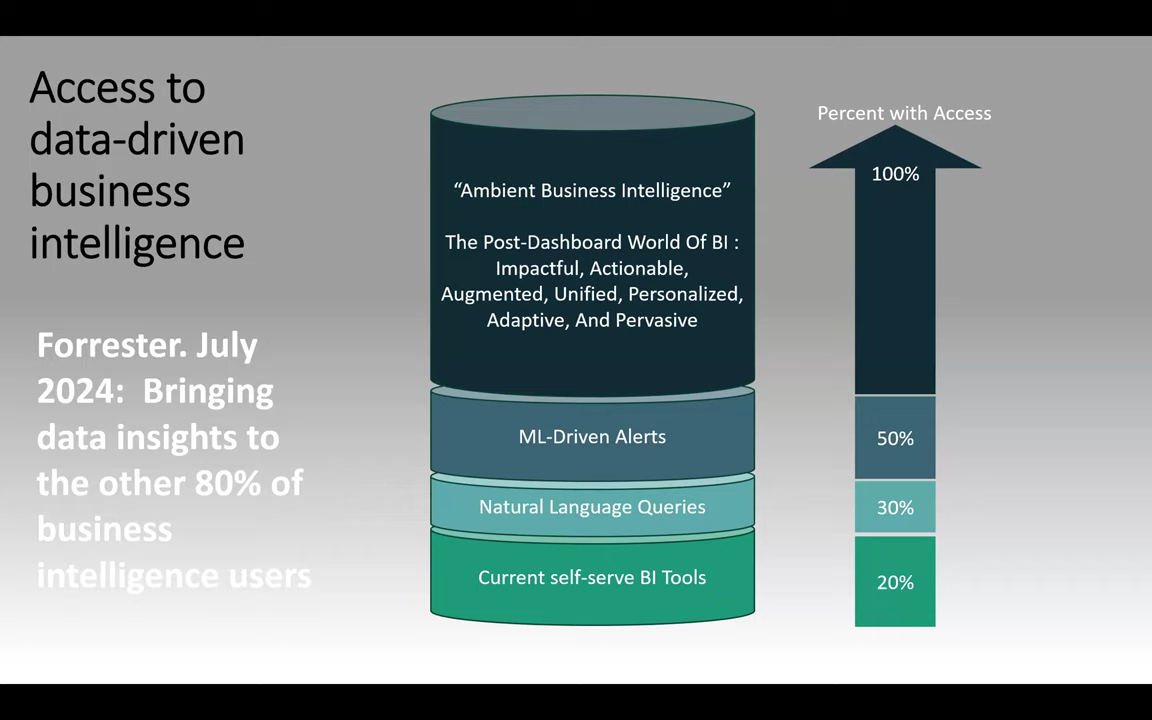 Access to
data-driven
business
intelligence
Forrester. July
2024:  Bringing
data insights to
the other 80% of
business
intelligence users
“Ambient Business Intelligence”
The Post-Dashboard World Of BI :
Impactful, Actionable,
Augmented, Unified, Personalized,
Adaptive, And Pervasive
ML-Driven Alerts
Natural Language Queries
Current self-serve BI Tools
Percent with Access
100%
50%
30%
20%